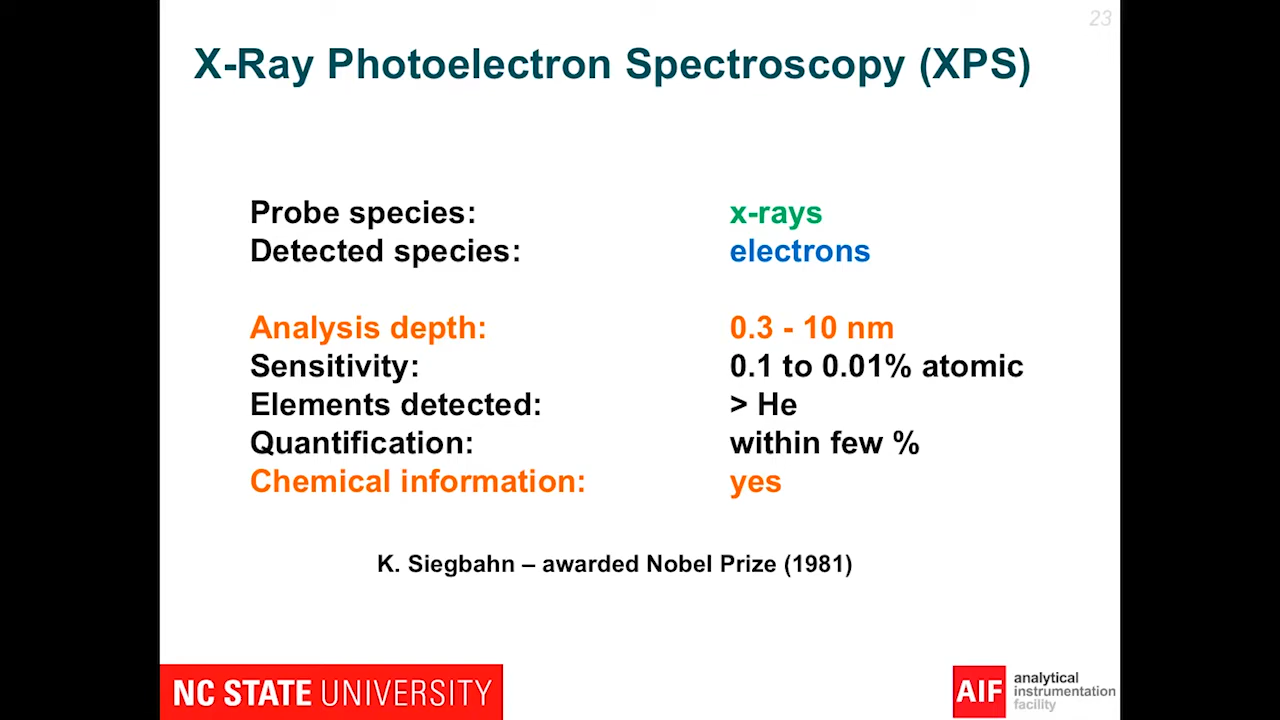 23
X-Ray Photoelectron Spectroscopy (XPS)
Probe species: x-rays
Detected species: electrons
Analysis depth: 0.3 - 10 nm
Sensitivity: 0.1 to 0.01% atomic
Elements detected: > He
Quantification: within few %
Chemical information: yes
K. Siegbahn – awarded Nobel Prize (1981)
NC STATE UNIVERSITY
AIF
analytical
instrumentation
facility